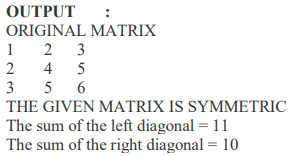 OUTPUT :
ORIGINAL MATRIX
1 2 3
2 4 5
3 5 6
THE GIVEN MATRIX IS SYMMETRIC
The sum of the left diagonal = 11
The sum of the right diagonal = 10